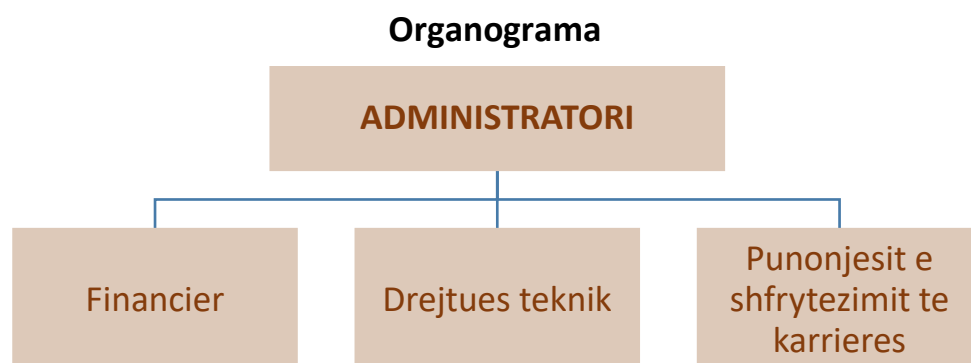 Organograma
ADMINISTRATORI
Financier
Drejtues teknik
Punonjesit e
shfrytezimit te
karrieres